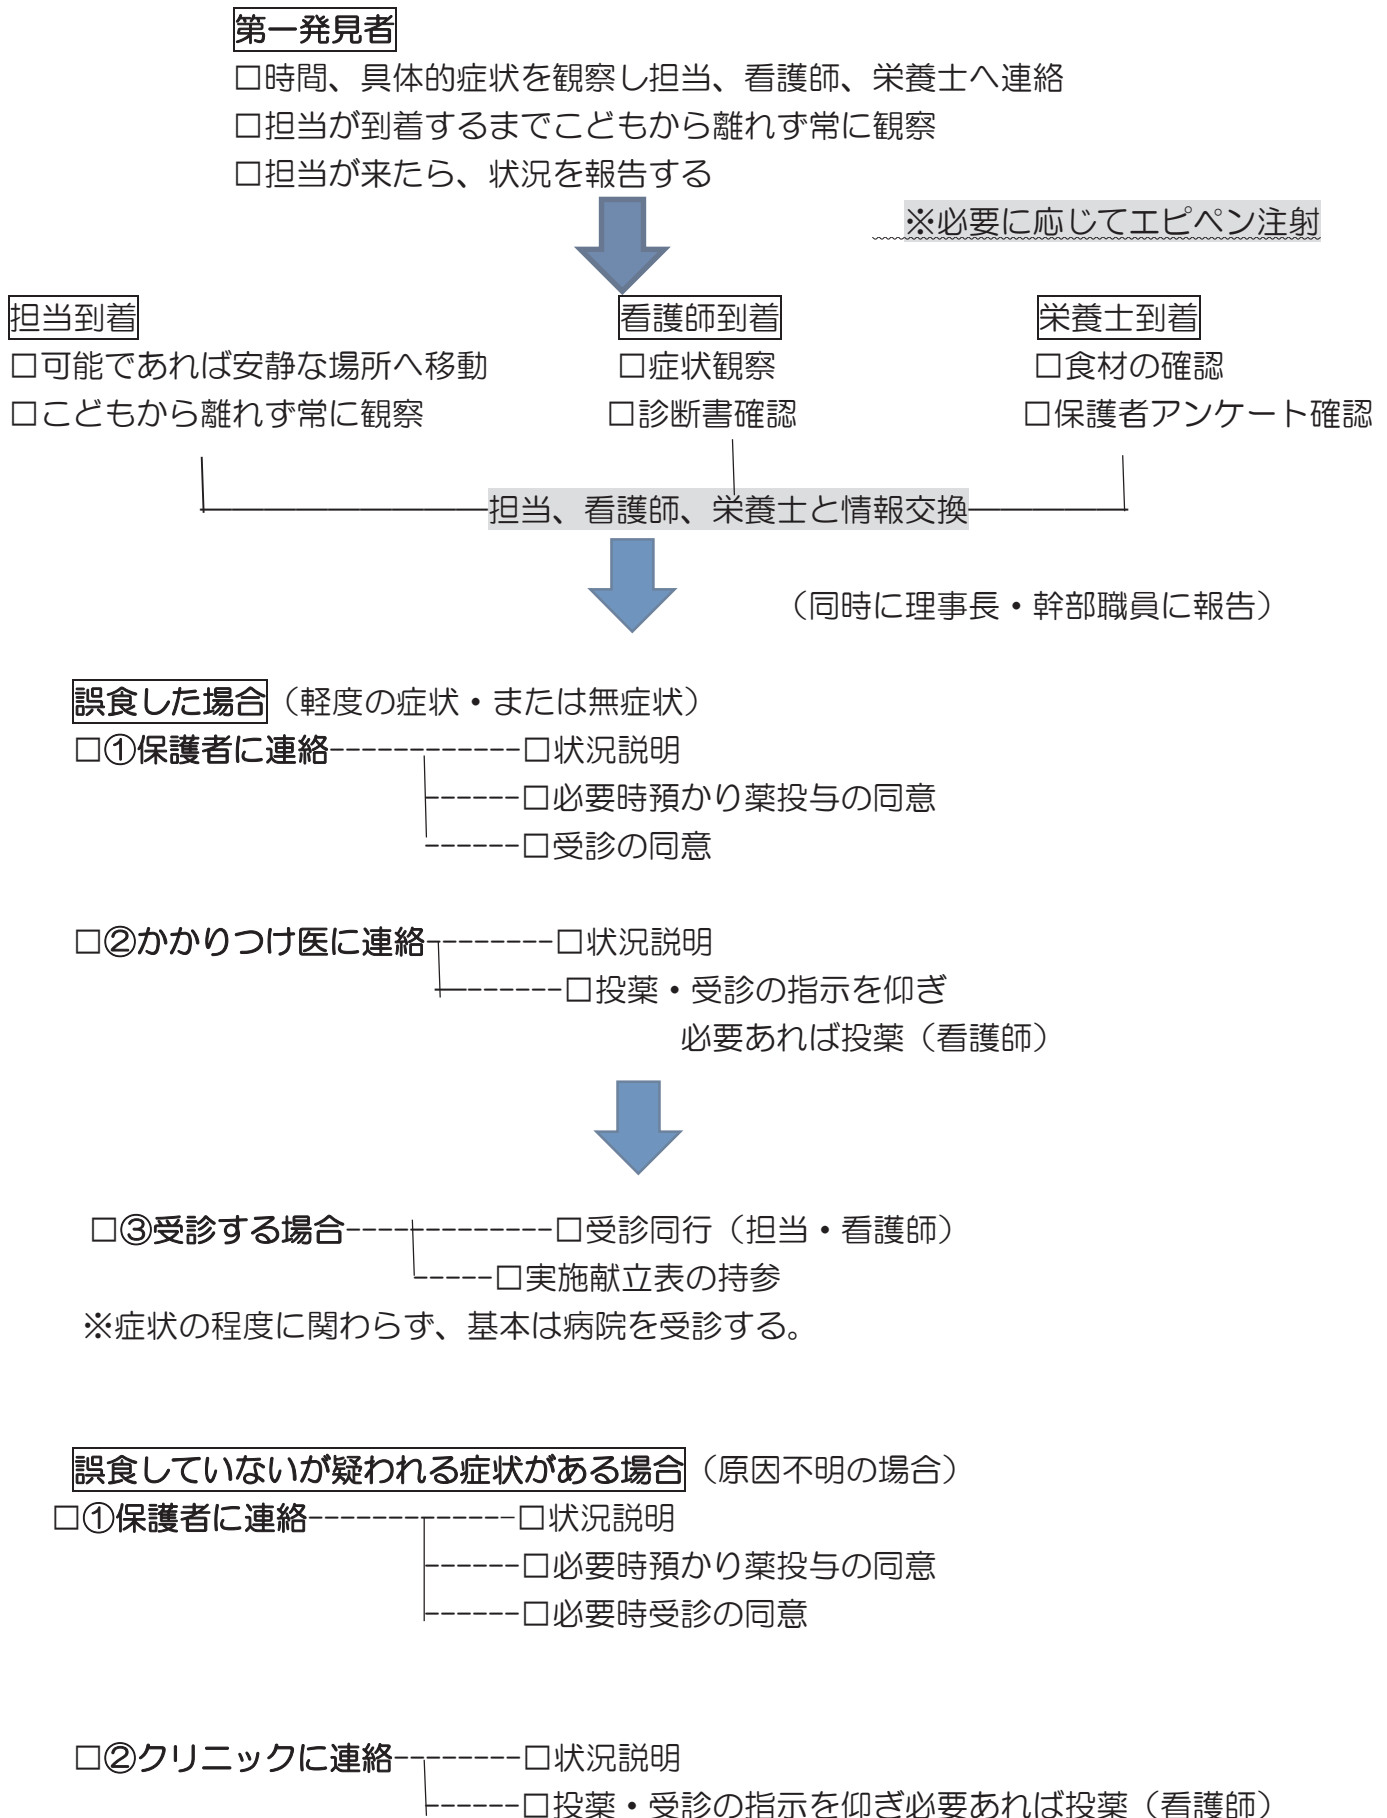 第一発見者
□時間、具体的症状を観察し担当、看護師、栄養士へ連絡
□担当が到着するまでこどもから離れず常に観察
□担当が来たら、状況を報告する
※必要に応じてエピペン注射
担当到着 看護師到着 栄養士到着
□可能であれば安静な場所へ移動 □症状観察 □食材の確認
□こどもから離れず常に観察 □診断書確認 □保護者アンケート確認
担当、看護師、栄養士と情報交換
（同時に理事長・幹部職員に報告）
誤食した場合（軽度の症状・または無症状）
□①保護者に連絡------------□状況説明
------□必要時預かり薬投与の同意
------□受診の同意
□②かかりつけ医に連絡--------□状況説明
--------□投薬・受診の指示を仰ぎ
必要あれば投薬（看護師）
□③受診する場合-------------□受診同行（担当・看護師）
-----□実施献立表の持参
※症状の程度に関わらず、基本は病院を受診する。
誤食していないが疑われる症状がある場合（原因不明の場合）
□①保護者に連絡-------------□状況説明
------□必要時預かり薬投与の同意
------□必要時受診の同意
□②クリニックに連絡--------□状況説明
------□投薬・受診の指示を仰ぎ必要あれば投薬（看護師）